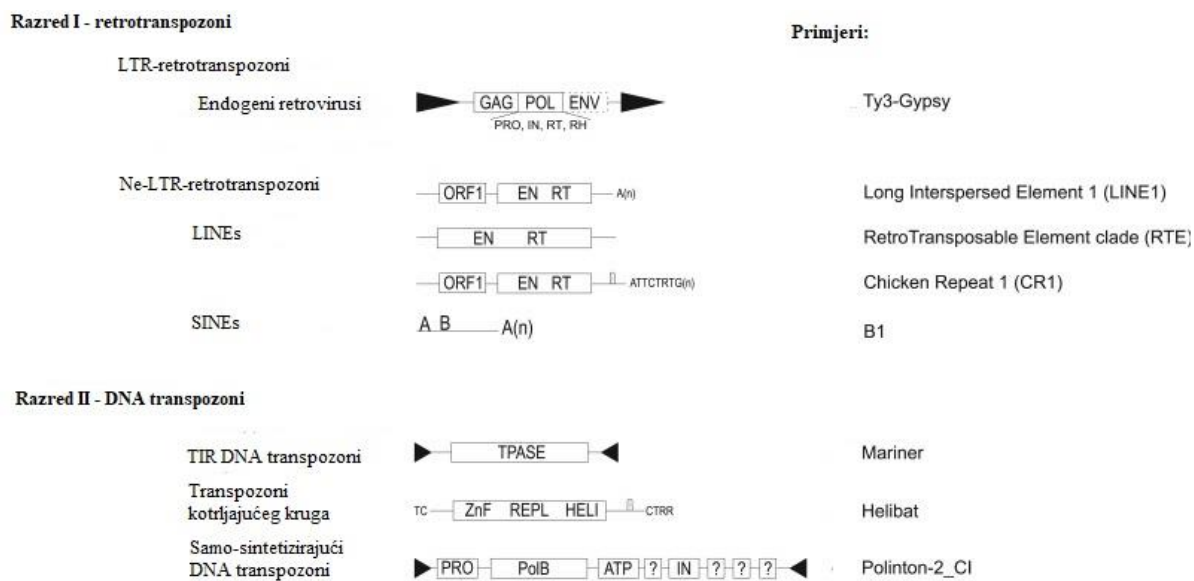 Razred I - retrotranspozoni
Primjeri:
LTR-retrotranspozoni
Endogeni retrovirusi
GAG POL ENV
PRO, IN, RT, RH
Ty3-Gypsy
Ne-LTR-retrotranspozoni
ORF1 EN RT A(n)
Long Interspersed Element 1 (LINE1)
LINEs
EN RT
RetroTransposable Element clade (RTE)
ORF1 EN RT ATTCTRTG(n)
Chicken Repeat 1 (CR1)
SINEs
A B A(n)
B1
Razred II - DNA transpozoni
TIR DNA transpozoni
TPASE
Mariner
Transpozoni
kotrljajućeg kruga
TC ZnF REPL HELI CTRR
Helibat
Samo-sintetizirajući
DNA transpozoni
PRO PolB ATP ? IN ? ? ?
Polinton-2_CI